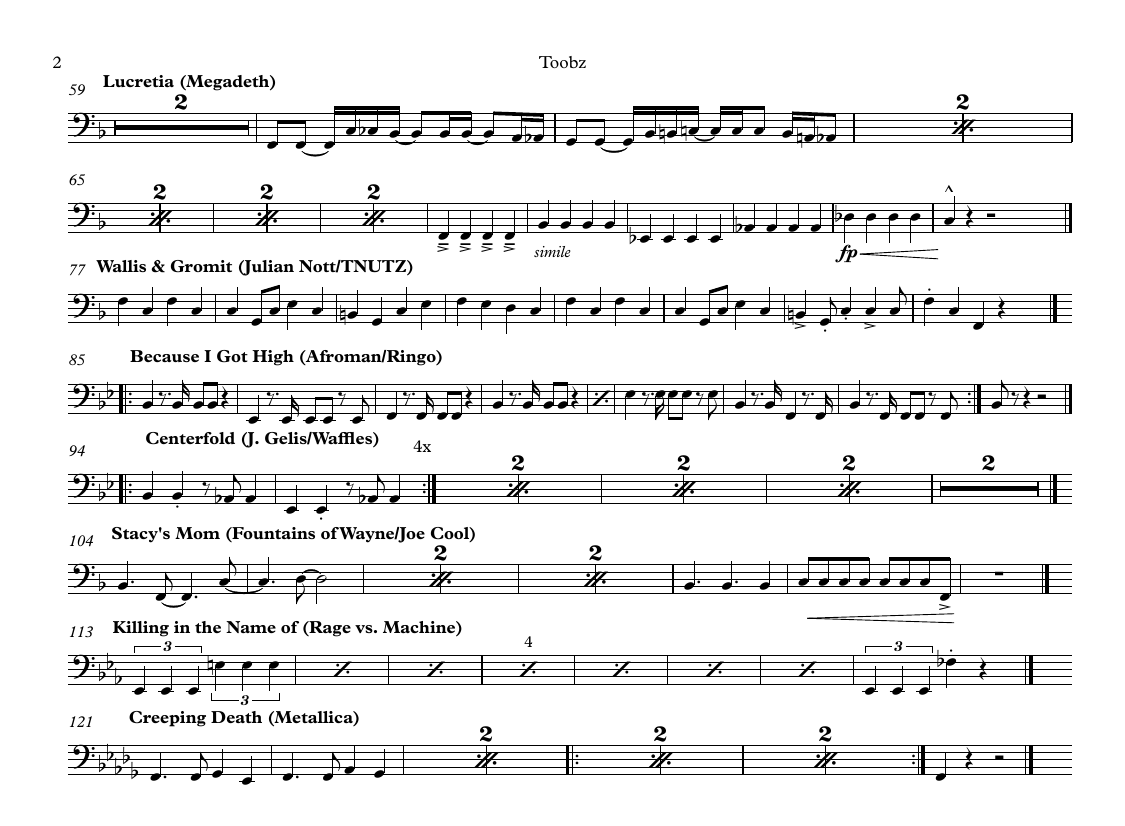 2
Toobz
59
Lucretia (Megadeth)
2
2
65
2
2
2
simile
fp
77
Wallis & Gromit (Julian Nott/TNUTZ)
85
Because I Got High (Afroman/Ringo)
94
Centerfold (J. Gelis/Waffles)
4x
2
2
2
2
104
Stacy's Mom (Fountains of Wayne/Joe Cool)
2
2
113
Killing in the Name of (Rage vs. Machine)
3
3
4
3
121
Creeping Death (Metallica)
2
2
2